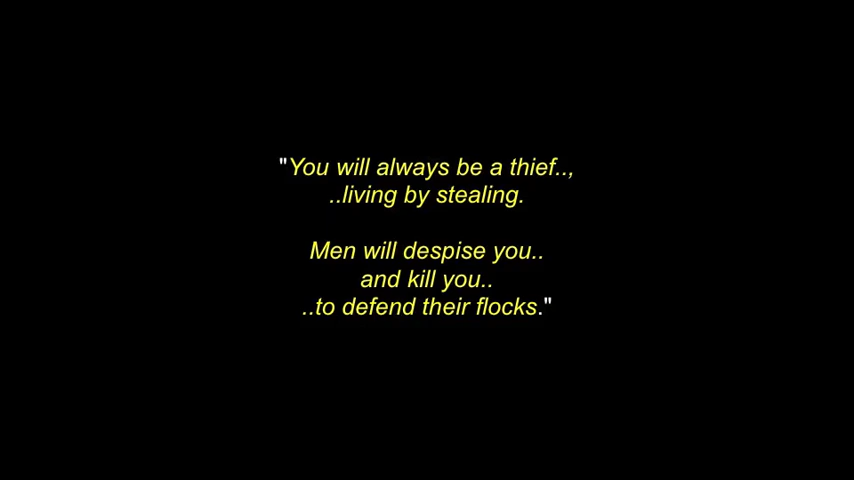 "You will always be a thief..,
..living by stealing.
Men will despise you..
and kill you..
..to defend their flocks."